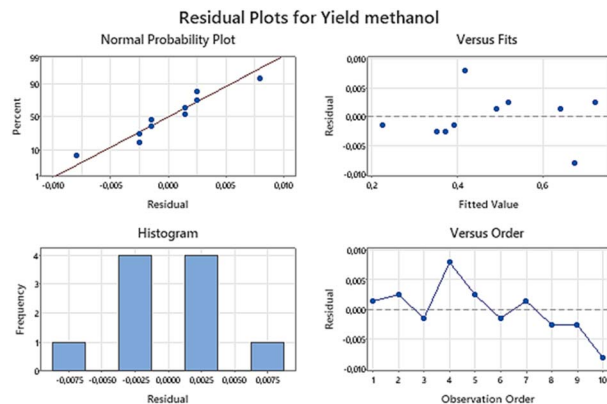 Residual Plots for Yield methanol
Normal Probability Plot
99
90
50
10
1
Percent
-0,010 -0,005 0,000 0,005 0,010
Residual
Versus Fits
0,010
0,005
0,000
-0,005
-0,010
Residual
0,2 0,4 0,6
Fitted Value
Histogram
4
3
2
1
0
Frequency
-0,0075 -0,0050 -0,0025 0,0000 0,0025 0,0050 0,0075
Residual
Versus Order
0,010
0,005
0,000
-0,005
-0,010
Residual
1 2 3 4 5 6 7 8 9 10
Observation Order